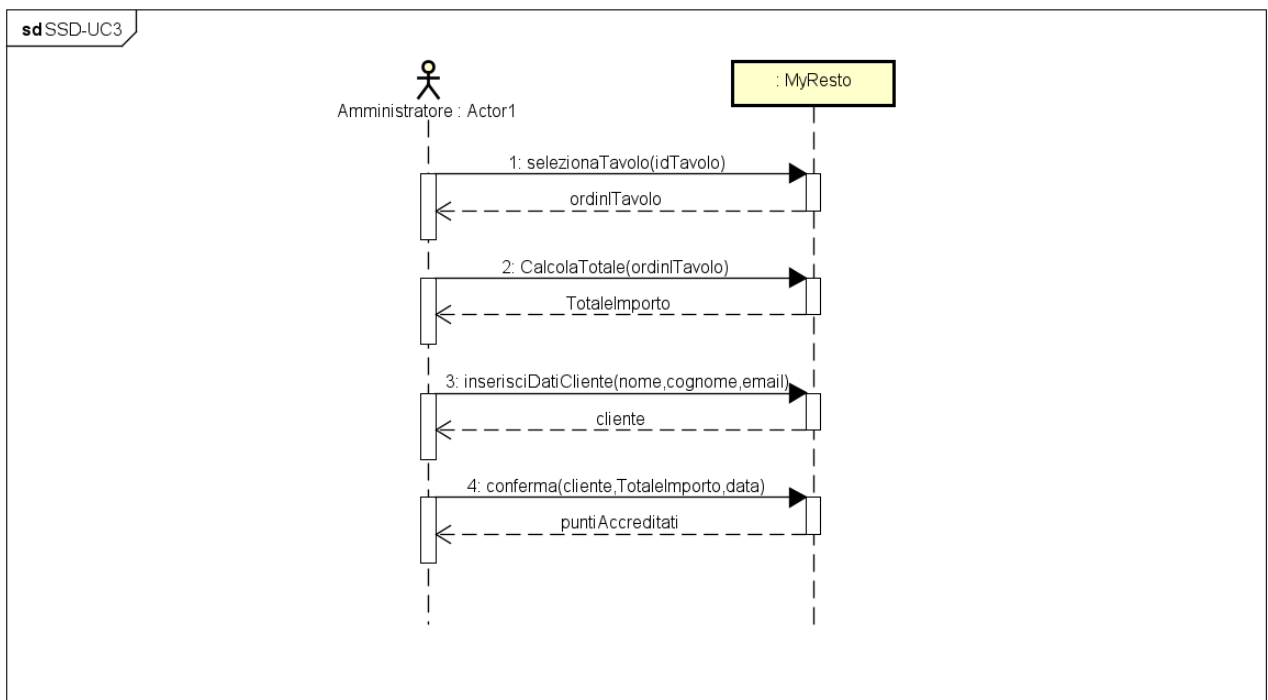 sd SSD-UC3
Amministratore : Actor1
: MyResto
1: selezionaTavolo(idTavolo)
ordinITavolo
2: CalcolaTotale(ordinITavolo)
TotaleImporto
3: inserisciDatiCliente(nome,cognome,email)
cliente
4: conferma(cliente,TotaleImporto,data)
puntiAccreditati